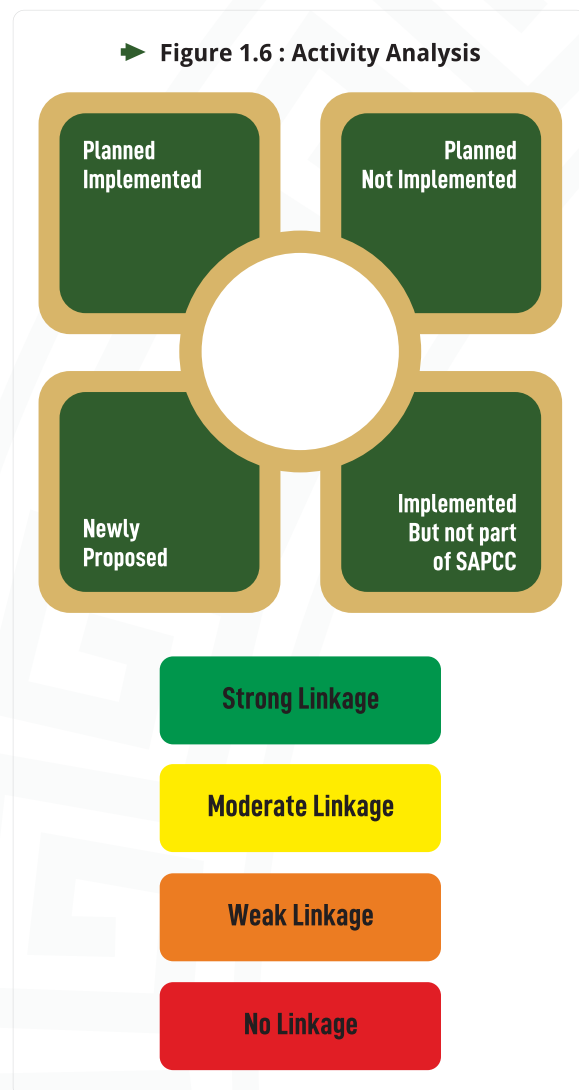 Figure 1.6 : Activity Analysis
Planned
Implemented
Planned
Not Implemented
Newly
Proposed
Implemented
But not part
of SAPCC
Strong Linkage
Moderate Linkage
Weak Linkage
No Linkage